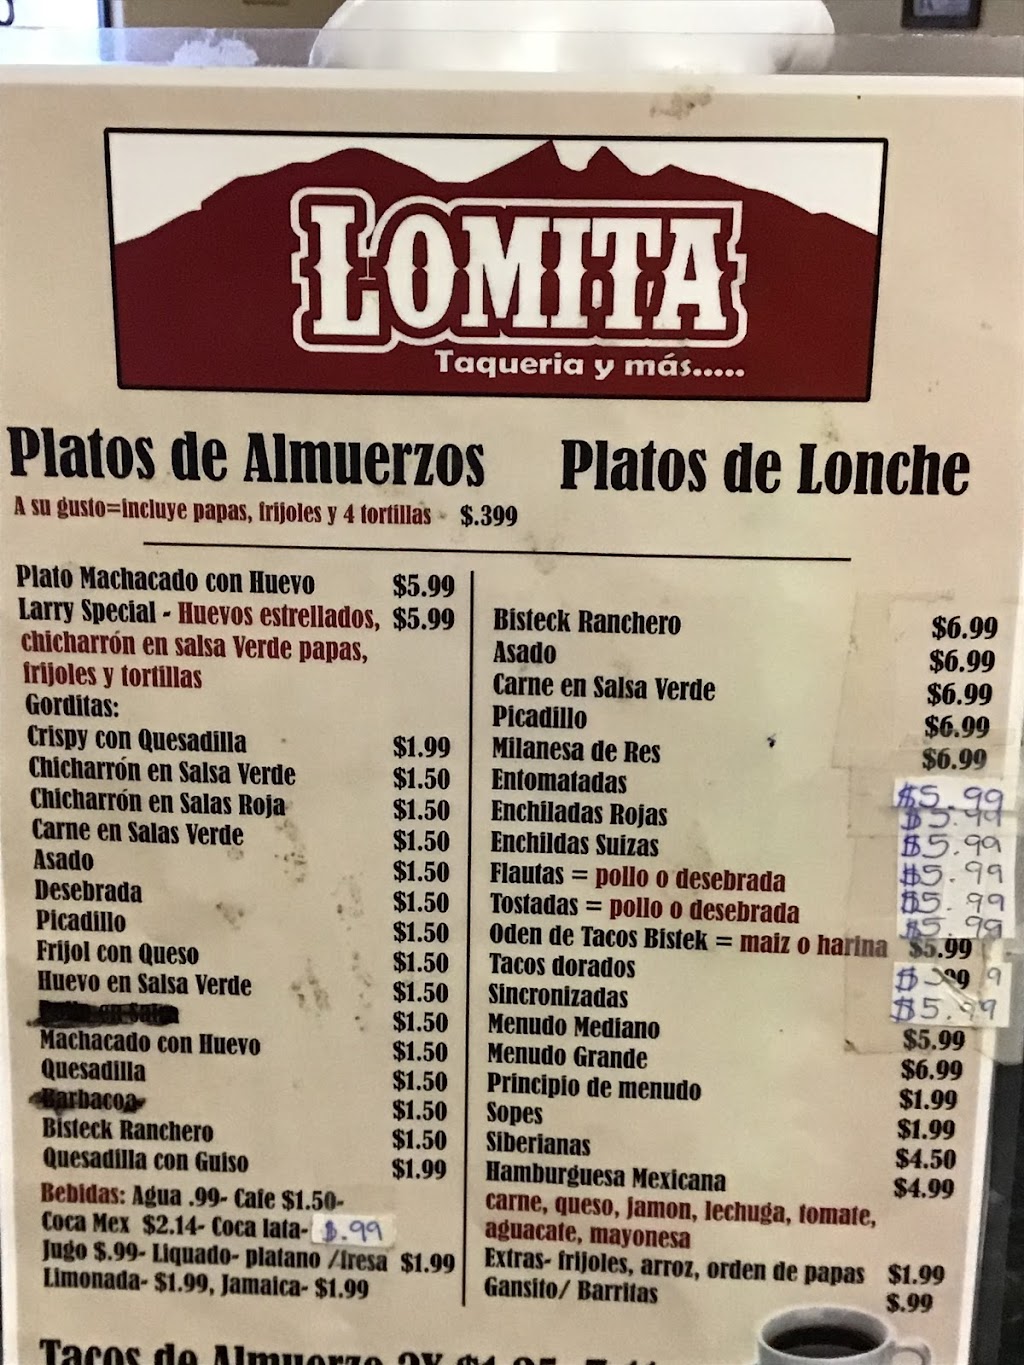 LOMITA
Taqueria y más.....
Platos de Almuerzos
A su gusto=incluye papas, frijoles y 4 tortillas - $.399
Plato Machacado con Huevo $5.99
Larry Special - Huevos estrellados, $5.99
chicharrón en salsa Verde papas,
frijoles y tortillas
Gorditas:
Crispy con Quesadilla $1.99
Chicharrón en Salsa Verde $1.50
Chicharrón en Salas Roja $1.50
Carne en Salas Verde $1.50
Asado $1.50
Desebrada $1.50
Picadillo $1.50
Frijol con Queso $1.50
Huevo en Salsa Verde $1.50
en Salsa $1.50
Machacado con Huevo $1.50
Quesadilla $1.50
Barbacoa $1.50
Bisteck Ranchero $1.50
Quesadilla con Guiso $1.99
Bebidas: Agua .99- Cafe $1.50-
Coca Mex $2.14- Coca lata- $.99
Jugo $.99- Liquado- platano /fresa $1.99
Limonada- $1.99, Jamaica- $1.99
Platos de Lonche
Bisteck Ranchero $6.99
Asado $6.99
Carne en Salsa Verde $6.99
Picadillo $6.99
Milanesa de Res $6.99
Entomatadas $5.99
Enchiladas Rojas $5.99
Enchildas Suizas $5.99
Flautas = pollo o desebrada $5.99
Tostadas = pollo o desebrada $5.99
Oden de Tacos Bistek = maiz o harina $5.99
$5.99
Tacos dorados
Sincronizadas $5.99
Menudo Mediano $5.99
Menudo Grande $6.99
Principio de menudo $1.99
Sopes $1.99
Siberianas $4.50
Hamburguesa Mexicana $4.99
carne, queso, jamon, lechuga, tomate,
aguacate, mayonesa
Extras- frijoles, arroz, orden de papas $1.99
Gansito/ Barritas $.99
Tacos de Almuerzo